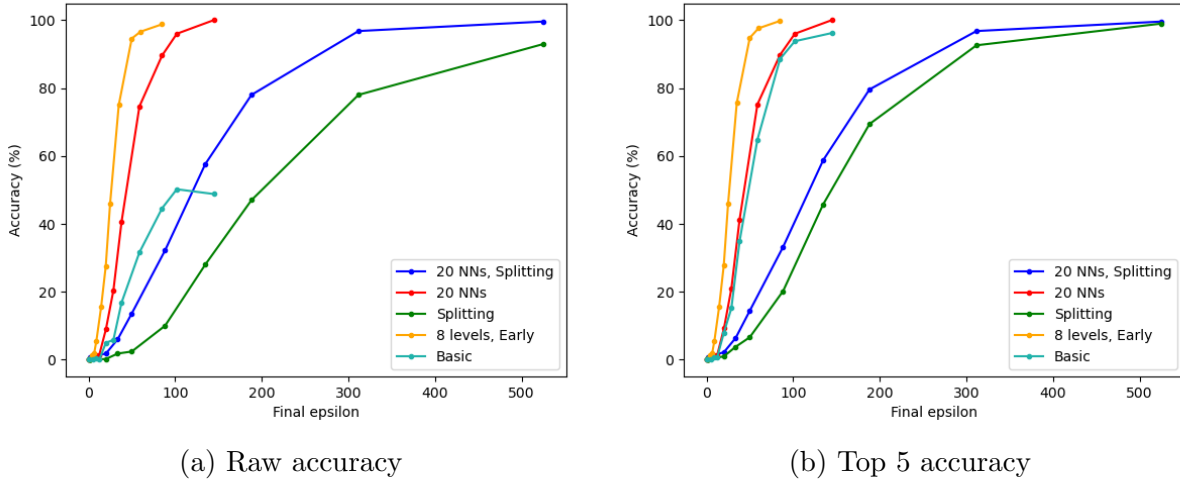 100
80
60
40
20
0
Accuracy (%)
0 100 200 300 400 500
Final epsilon
20 NNs, Splitting
20 NNs
Splitting
8 levels, Early
Basic
(a) Raw accuracy
100
80
60
40
20
0
Accuracy (%)
0 100 200 300 400 500
Final epsilon
20 NNs, Splitting
20 NNs
Splitting
8 levels, Early
Basic
(b) Top 5 accuracy